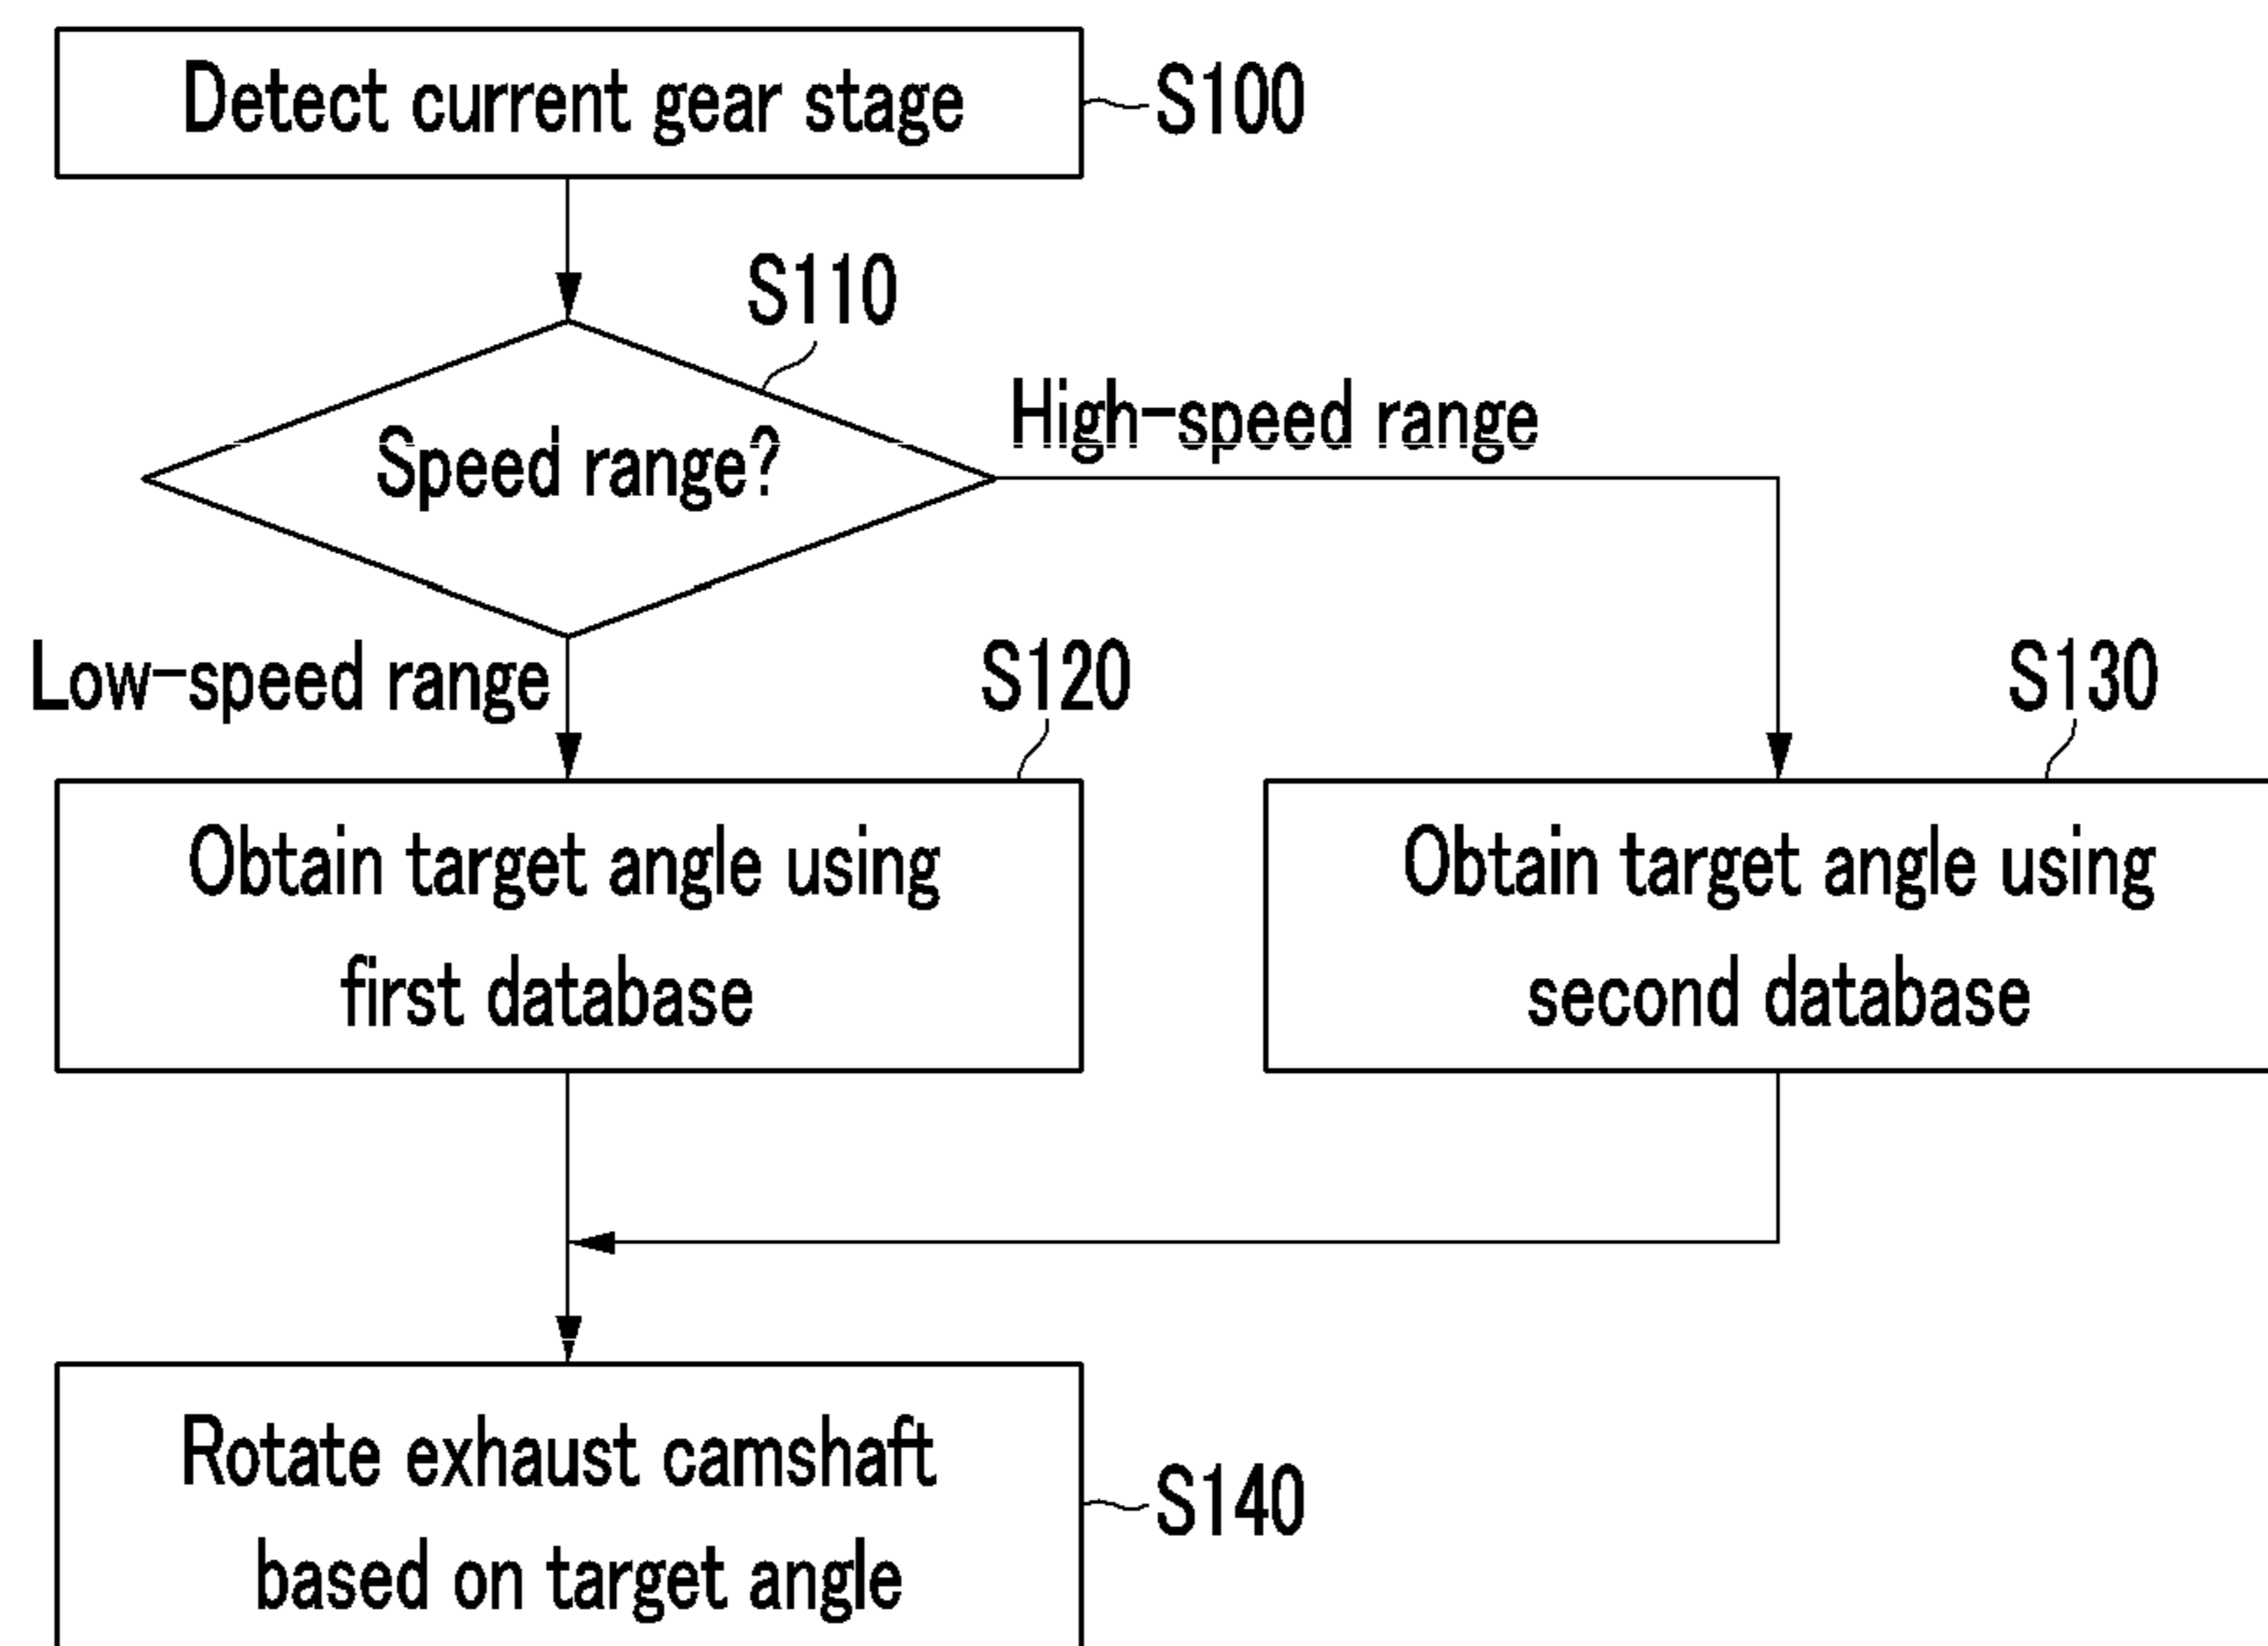 Detect current gear stage
S100
S110
Speed range?
High-speed range
Low-speed range
S120
S130
Obtain target angle using
first database
Obtain target angle using
second database
Rotate exhaust camshaft
based on target angle
S140